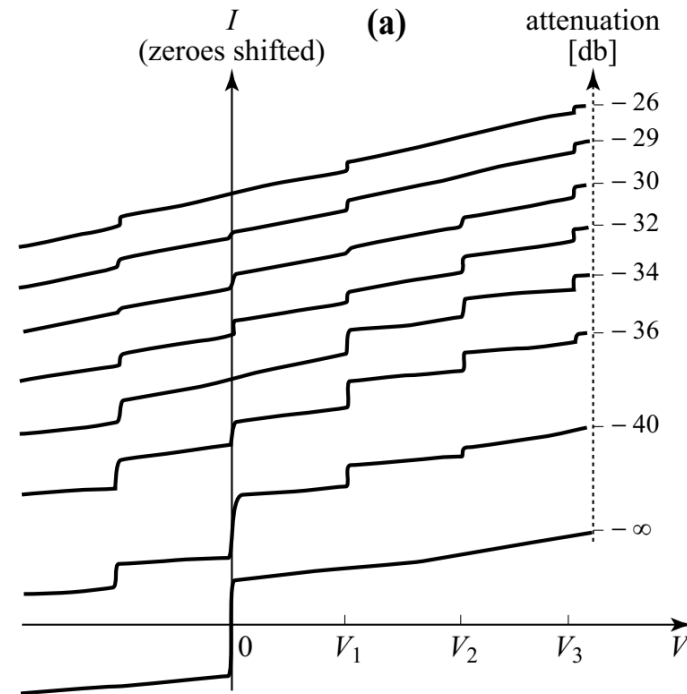 I
(zeroes shifted)
(a)
attenuation
[db]
− 26
− 29
− 30
− 32
− 34
− 36
− 40
− ∞
0 V₁ V₂ V₃ V